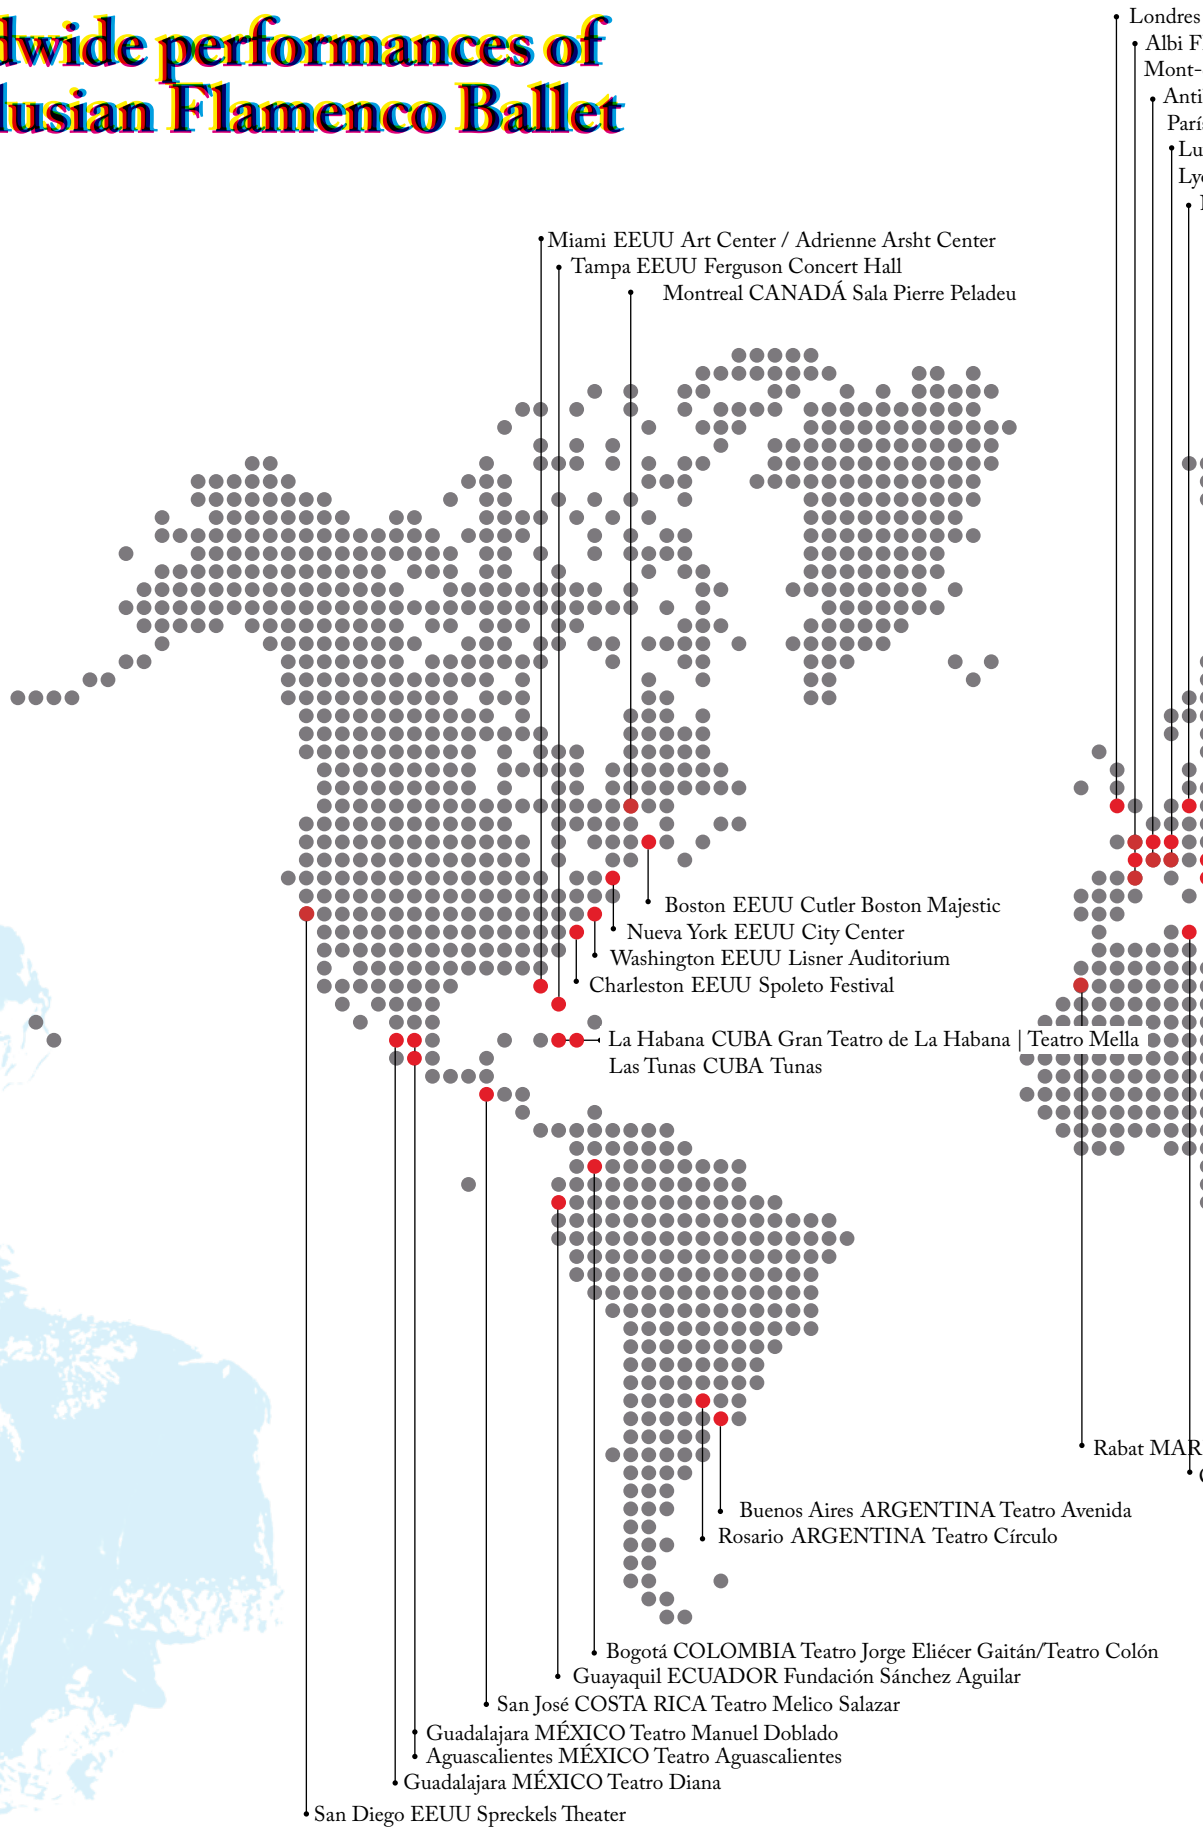 dwide performances of
lusian Flamenco Ballet
Londres
Albi F
Mont-
Anti
París
Lu
Lyo
Miami EEUU Art Center / Adrienne Arsht Center
Tampa EEUU Ferguson Concert Hall
Montreal CANADÁ Sala Pierre Peladeu
Boston EEUU Cutler Boston Majestic
Nueva York EEUU City Center
Washington EEUU Lisner Auditorium
Charleston EEUU Spoleto Festival
La Habana CUBA Gran Teatro de La Habana | Teatro Mella
Las Tunas CUBA Tunas
Rabat MAR
Buenos Aires ARGENTINA Teatro Avenida
Rosario ARGENTINA Teatro Círculo
Bogotá COLOMBIA Teatro Jorge Eliécer Gaitán/Teatro Colón
Guayaquil ECUADOR Fundación Sánchez Aguilar
San José COSTA RICA Teatro Melico Salazar
Guadalajara MÉXICO Teatro Manuel Doblado
Aguascalientes MÉXICO Teatro Aguascalientes
Guadalajara MÉXICO Teatro Diana
San Diego EEUU Spreckels Theater